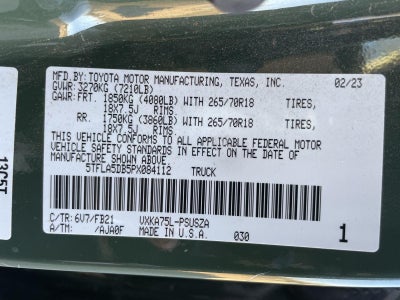 MFD.BY:TOYOTA MOTOR MANUFACTURING, TEXAS, INC. 02/23
GVWR:3270KG (7210LB)
GAWR:FRT. 1850KG (4080LB) WITH 265/70R18 TIRES,
18X7.5J RIMS.
RR. 1750KG (3860LB) WITH 265/70R18 TIRES,
18X7.5J RIMS.
THIS VEHICLE CONFORMS TO ALL APPLICABLE FEDERAL MOTOR
VEHICLE SAFETY STANDARDS IN EFFECT ON THE DATE OF
MANUFACTURE SHOWN ABOVE.
5TFLA5DB5PX084112 TRUCK
C/TR: 6V7/FB21 VXKA75L-PSUSZA
A/TM: /AJA0F MADE IN U.S.A. 030 1